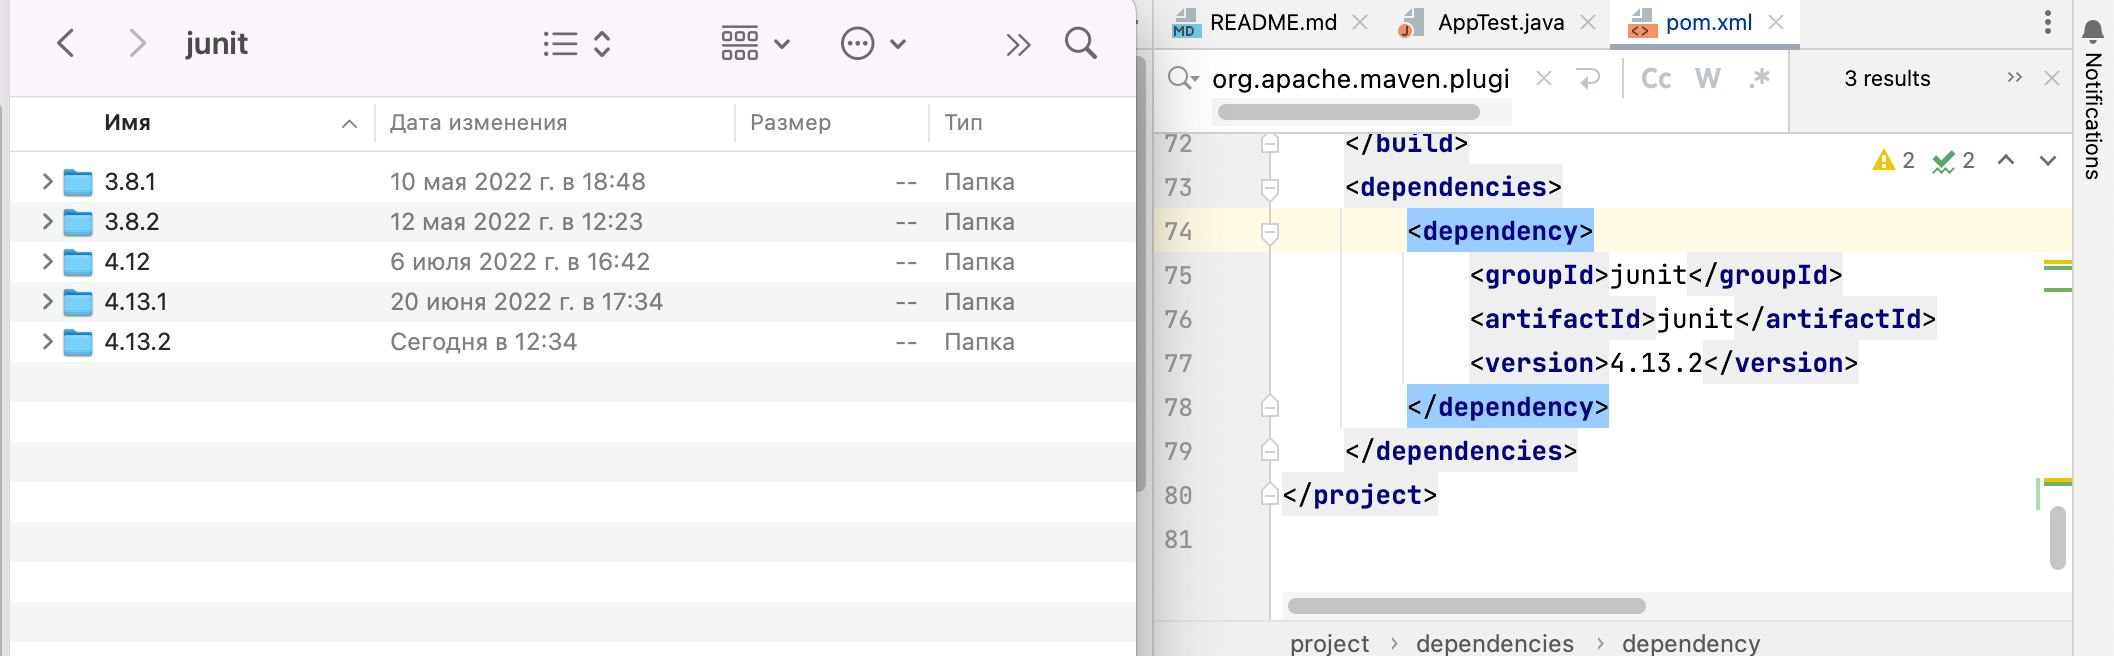 junit
Имя
Дата изменения
Размер
Тип
3.8.1
10 мая 2022 г. в 18:48
--
Папка
3.8.2
12 мая 2022 г. в 12:23
--
Папка
4.12
6 июля 2022 г. в 16:42
--
Папка
4.13.1
20 июня 2022 г. в 17:34
--
Папка
4.13.2
Сегодня в 12:34
--
Папка
MD README.md
J AppTest.java
<> pom.xml
org.apache.maven.plugi
Cc W .*
3 results
2 2
72 </build>
73 <dependencies>
74 <dependency>
75 <groupId>junit</groupId>
76 <artifactId>junit</artifactId>
77 <version>4.13.2</version>
78 </dependency>
79 </dependencies>
80 </project>
81
project › dependencies › dependency
Notifications